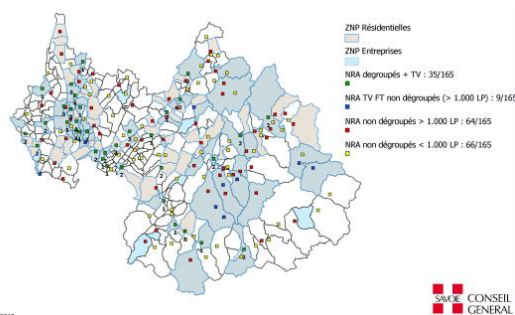 ZNP Résidentielles
ZNP Entreprises
NRA degroupés + TV : 35/165
NRA TV FT non dégroupés (> 1.000 LP) : 9/165
NRA non dégroupés > 1.000 LP : 64/165
NRA non dégroupés < 1.000 LP : 66/165
SAVOIE CONSEIL
GENERAL